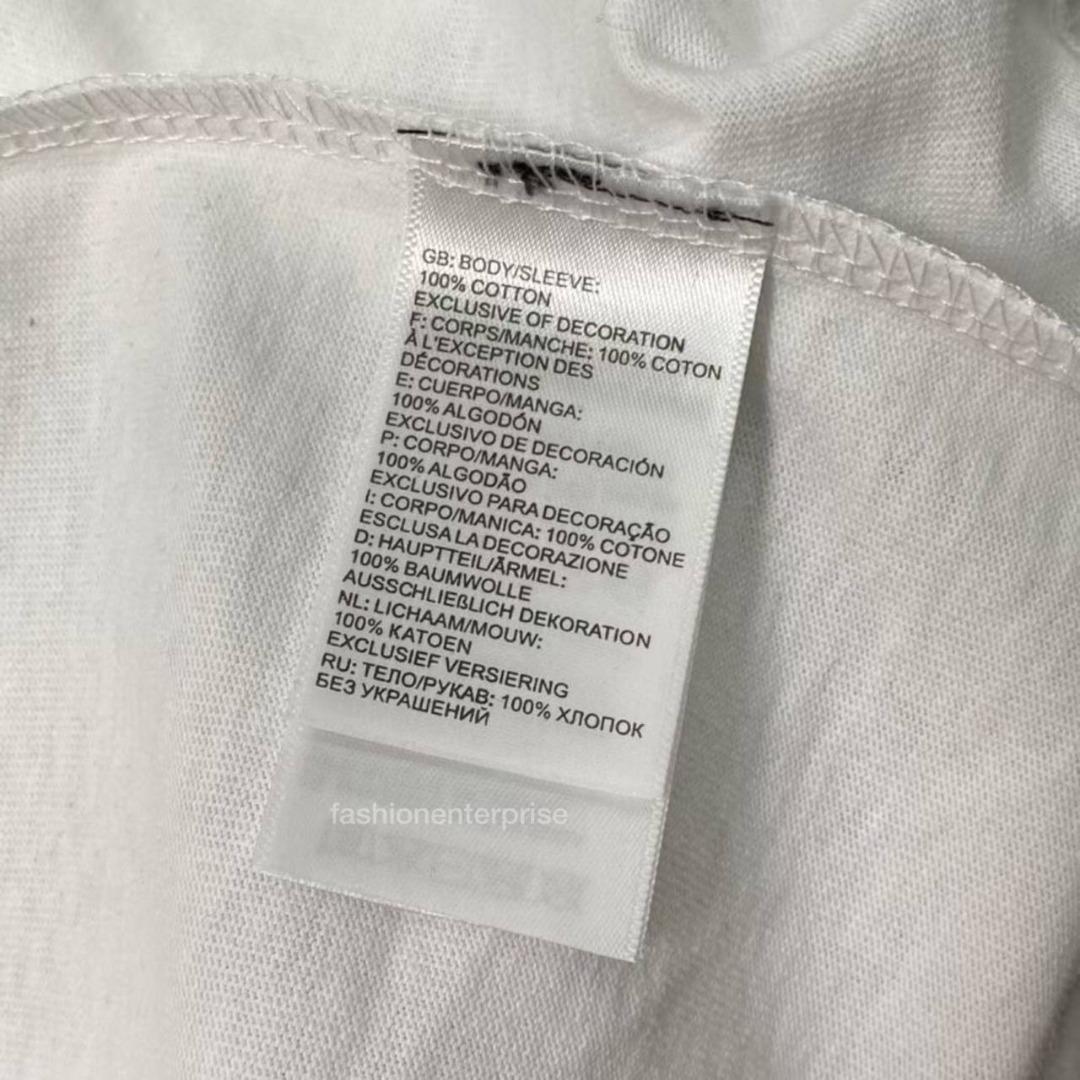 GB: BODY/SLEEVE:
100% COTTON
EXCLUSIVE OF DECORATION
F: CORPS/MANCHE: 100% COTON
À L'EXCEPTION DES
DÉCORATIONS
E: CUERPO/MANGA:
100% ALGODÓN
EXCLUSIVO DE DECORACIÓN
P: CORPO/MANGA:
100% ALGODÃO
EXCLUSIVO PARA DECORAÇÃO
I: CORPO/MANICA: 100% COTONE
ESCLUSA LA DECORAZIONE
D: HAUPTTEIL/ÃRMEL:
100% BAUMWOLLE
AUSSCHLIEßLICH DEKORATION
NL: LICHAAM/MOUW:
100% KATOEN
EXCLUSIEF VERSIERING
RU: ТЕЛО/РУКАВ: 100% ХЛОПОК
БЕЗ УКРАШЕНИЙ
fashionenterprise